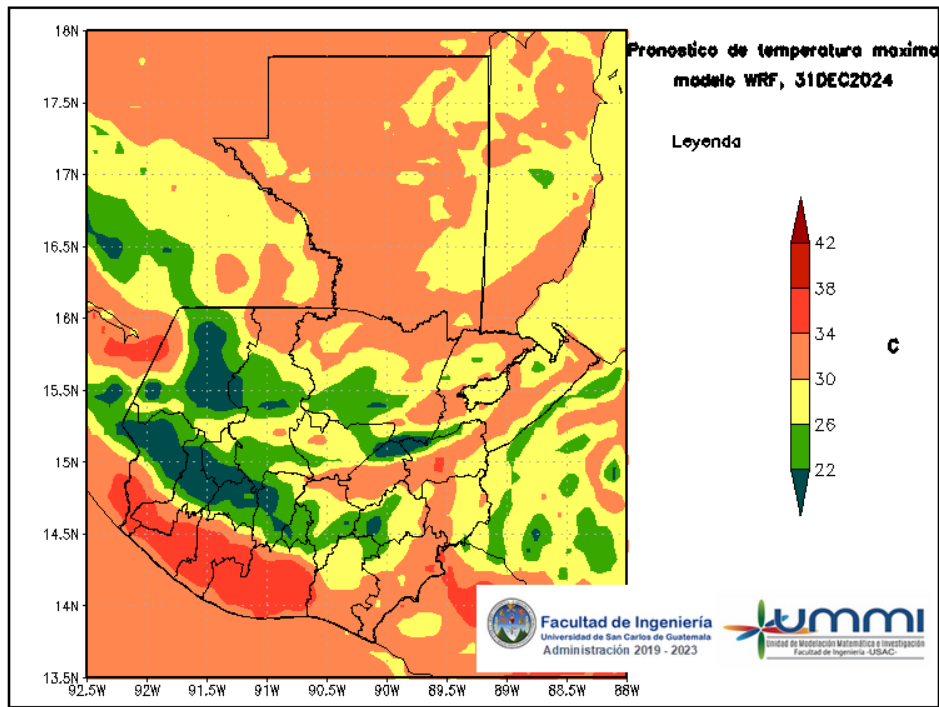 Pronostico de temperatura maxima
modelo WRF, 31DEC2024
Leyenda
18N
17.5N
17N
16.5N
16N
15.5N
15N
14.5N
14N
13.5N
92.5W
92W
91.5W
91W
90.5W
90W
89.5W
89W
88.5W
88W
42
38
34
30
26
22
C
Facultad de Ingeniería
Universidad de San Carlos de Guatemala
Administración 2019 - 2023
UMMI
Unidad de Modelación Matemática e Investigación
Facultad de Ingeniería -USAC-